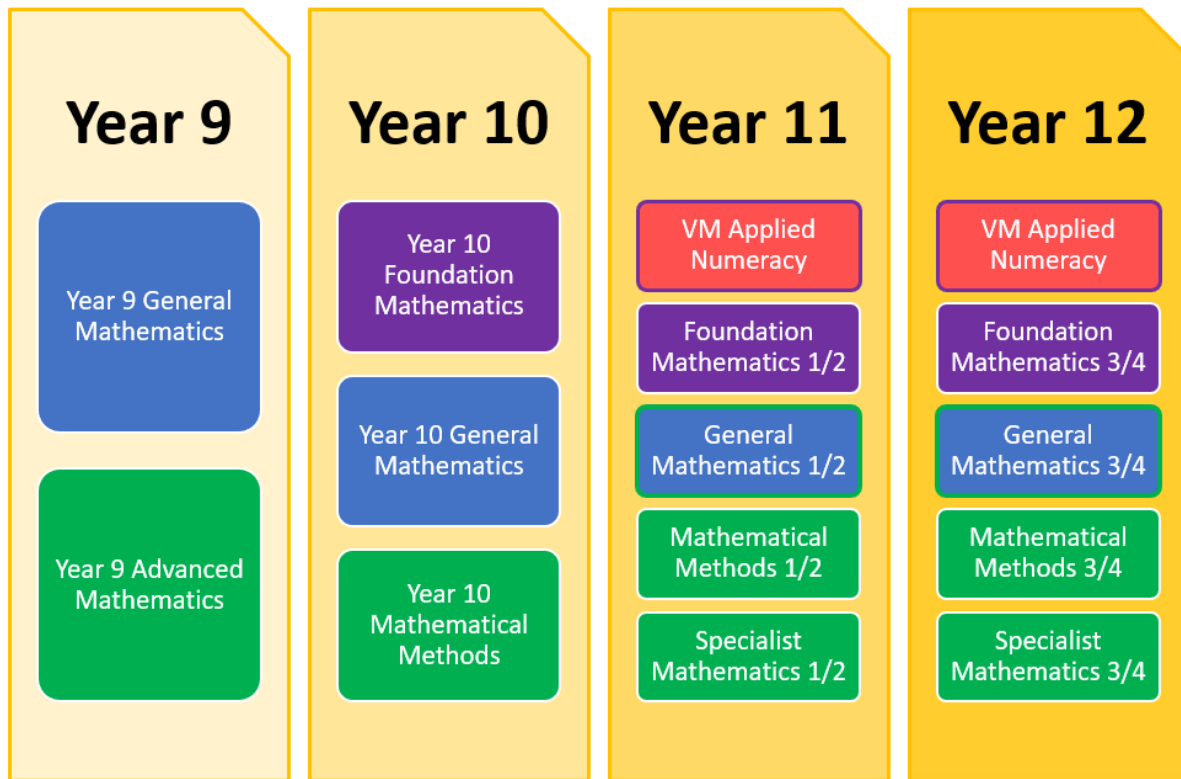 Year 9
Year 9 General
Mathematics
Year 9 Advanced
Mathematics
Year 10
Year 10
Foundation
Mathematics
Year 10 General
Mathematics
Year 10
Mathematical
Methods
Year 11
VM Applied
Numeracy
Foundation
Mathematics 1/2
General
Mathematics 1/2
Mathematical
Methods 1/2
Specialist
Mathematics 1/2
Year 12
VM Applied
Numeracy
Foundation
Mathematics 3/4
General
Mathematics 3/4
Mathematical
Methods 3/4
Specialist
Mathematics 3/4